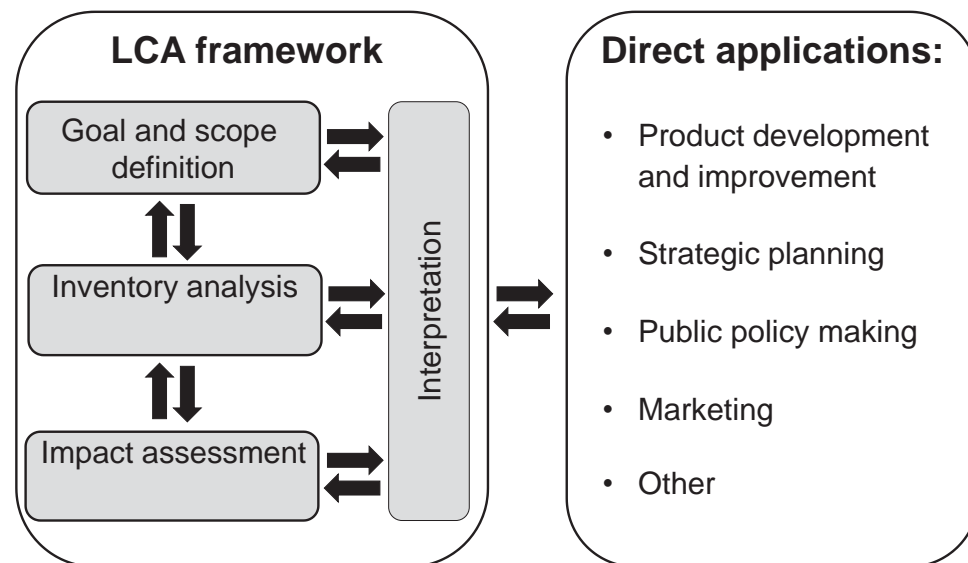 LCA framework
Goal and scope
definition
Inventory analysis
Impact assessment
Interpretation
Direct applications:
• Product development
and improvement
• Strategic planning
• Public policy making
• Marketing
• Other